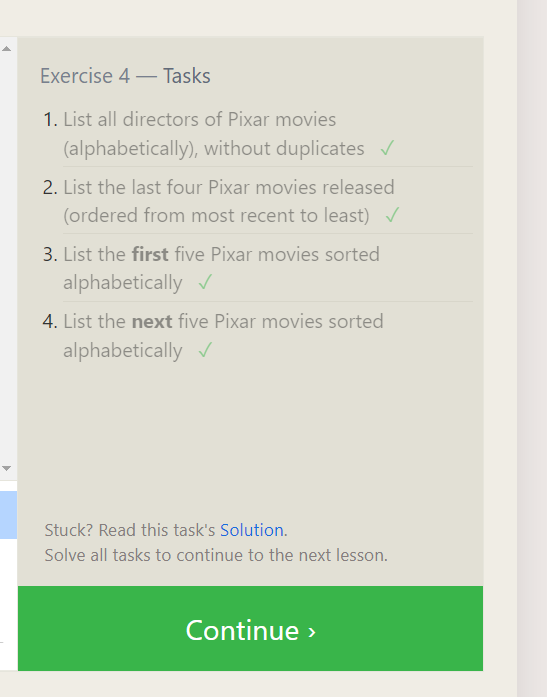 Exercise 4 — Tasks
1. List all directors of Pixar movies
(alphabetically), without duplicates ✓
2. List the last four Pixar movies released
(ordered from most recent to least) ✓
3. List the first five Pixar movies sorted
alphabetically ✓
4. List the next five Pixar movies sorted
alphabetically ✓
Stuck? Read this task's Solution.
Solve all tasks to continue to the next lesson.
Continue ›